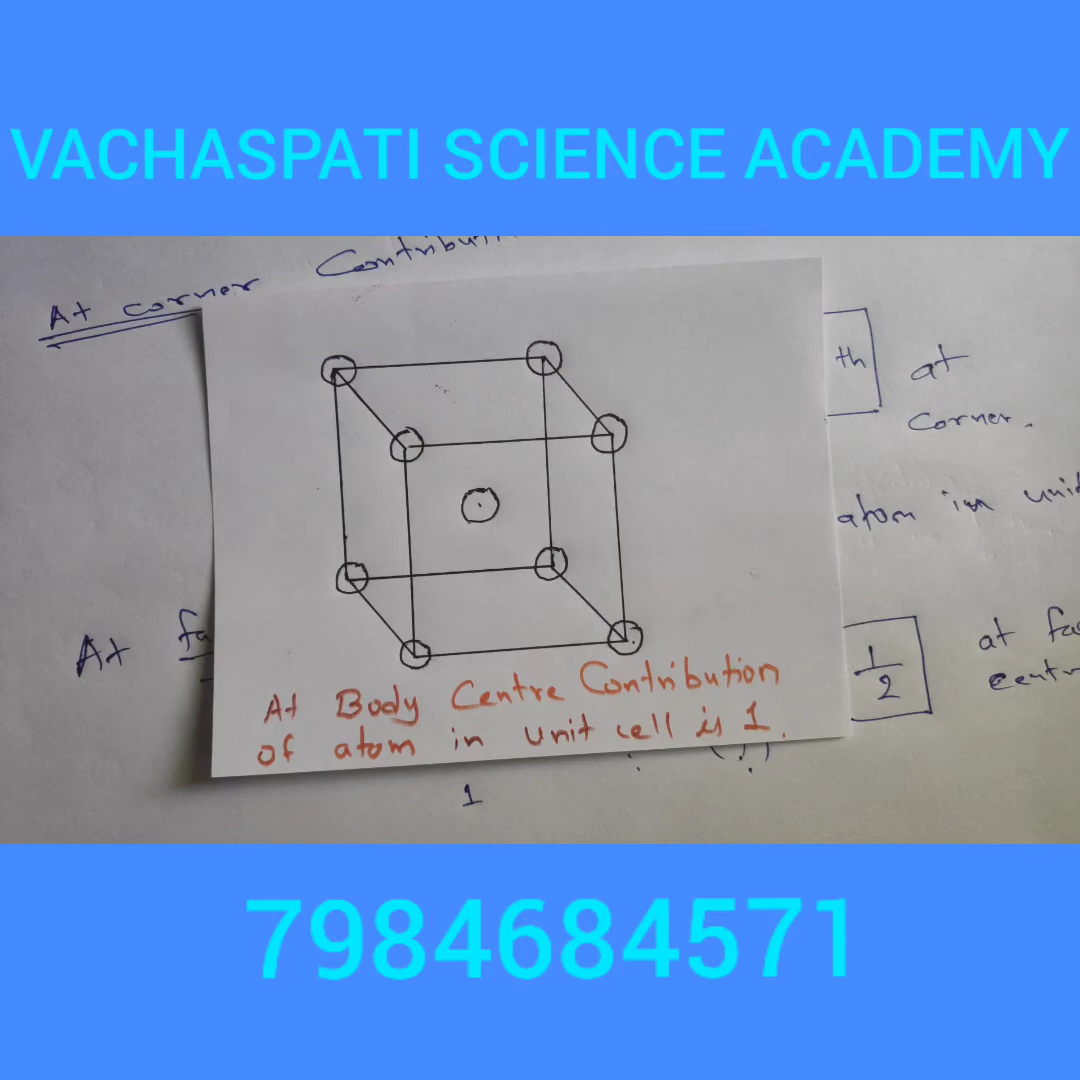 VACHASPATI SCIENCE ACADEMY
At corner
th at
corner.
atom in
At
1/2 at
At Body Centre Contribution
of atom in unit cell is 1.
1
7984684571